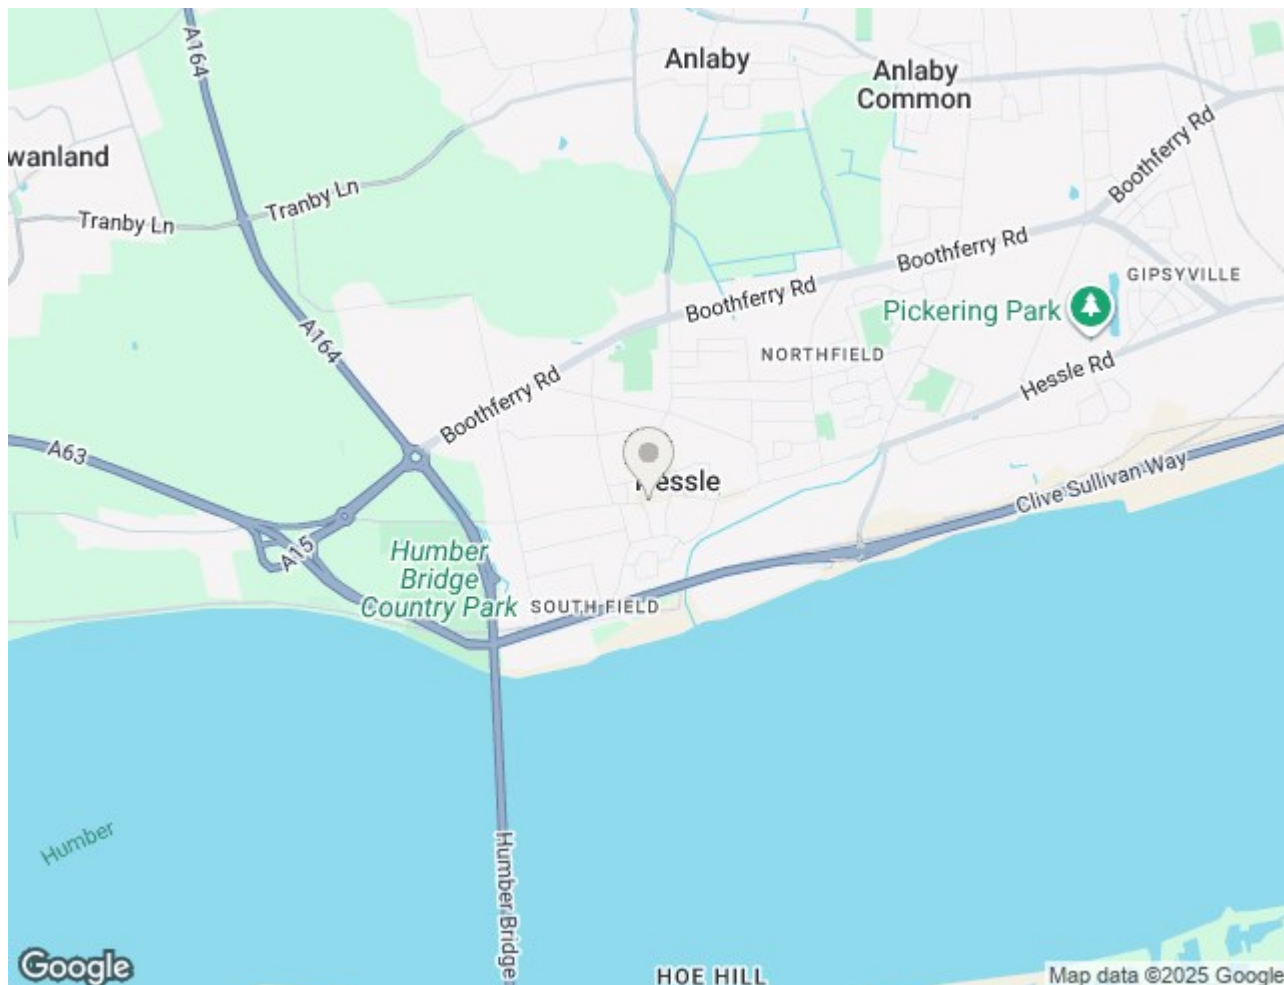 A164
Anlaby
Anlaby
Common
wanland
Boothferry Rd
Tranby Ln
Tranby Ln
Boothferry Rd
Boothferry Rd
GIPSYVILLE
Pickering Park
A164
NORTHFIELD
Hessle Rd
Boothferry Rd
A63
Hessle
Clive Sullivan Way
A15
Humber
Bridge
Country Park
SOUTH FIELD
Humber
Humber Bridge
Google
HOE HILL
Map data ©2025 Google